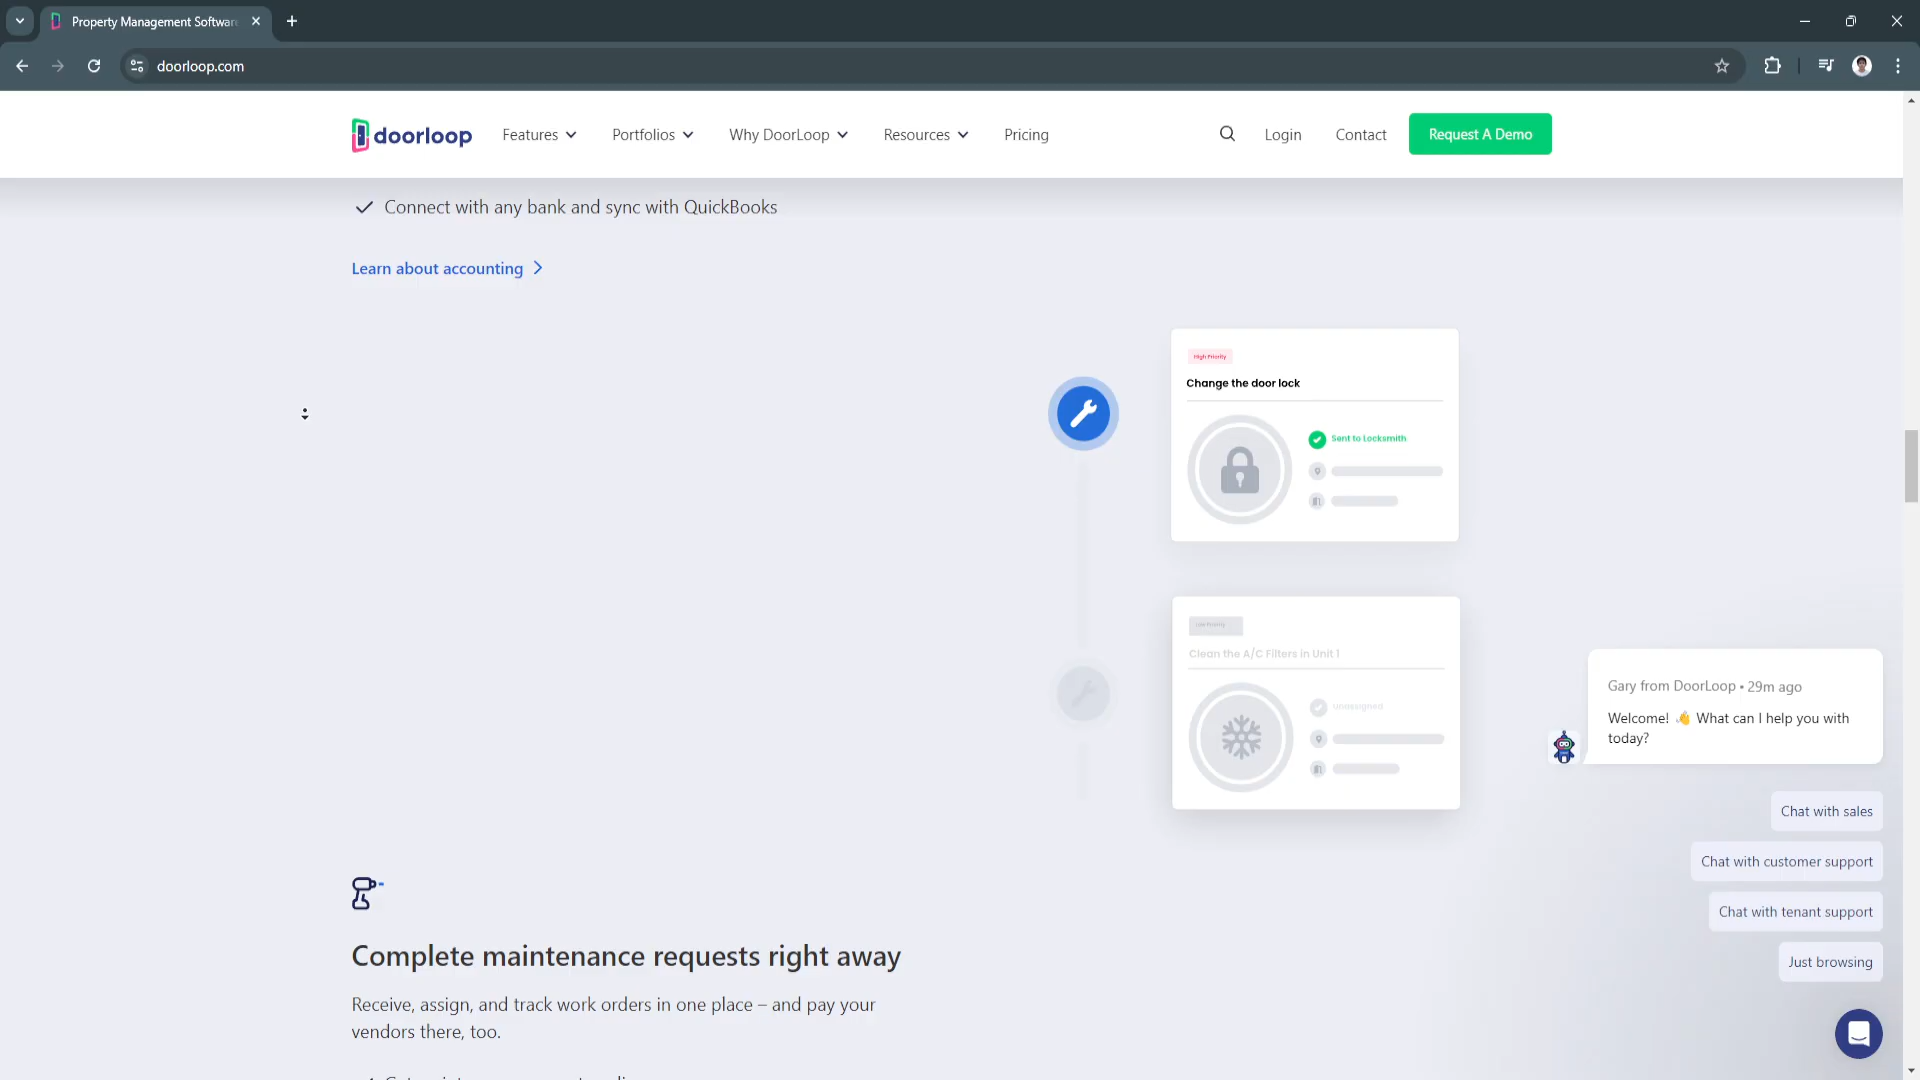 Property Management Softwar
doorloop.com
doorloop
Features
Portfolios
Why DoorLoop
Resources
Pricing
Login
Contact
Request A Demo
Connect with any bank and sync with QuickBooks
Learn about accounting
High Priority
Change the door lock
Sent to Locksmith
Low Priority
Clean the A/C Filters in Unit 1
Unassigned
Gary from DoorLoop • 29m ago
Welcome! 👋 What can I help you with
today?
Chat with sales
Chat with customer support
Chat with tenant support
Just browsing
Complete maintenance requests right away
Receive, assign, and track work orders in one place – and pay your
vendors there, too.